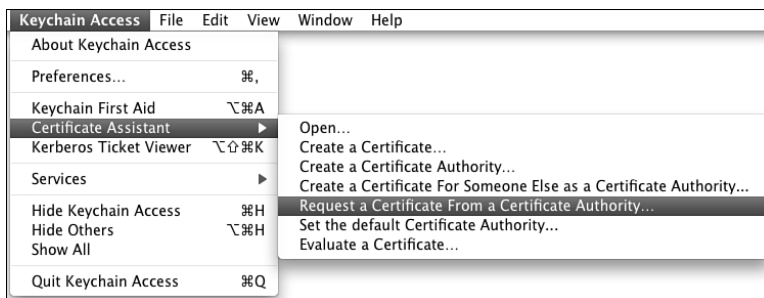 Keychain Access File Edit View Window Help
About Keychain Access
Preferences... ⌘,
Keychain First Aid ⌥⌘A
Certificate Assistant ▶
Kerberos Ticket Viewer ⌥⇧⌘K
Services ▶
Hide Keychain Access ⌘H
Hide Others ⌥⌘H
Show All
Quit Keychain Access ⌘Q
Open...
Create a Certificate...
Create a Certificate Authority...
Create a Certificate For Someone Else as a Certificate Authority...
Request a Certificate From a Certificate Authority...
Set the default Certificate Authority...
Evaluate a Certificate...